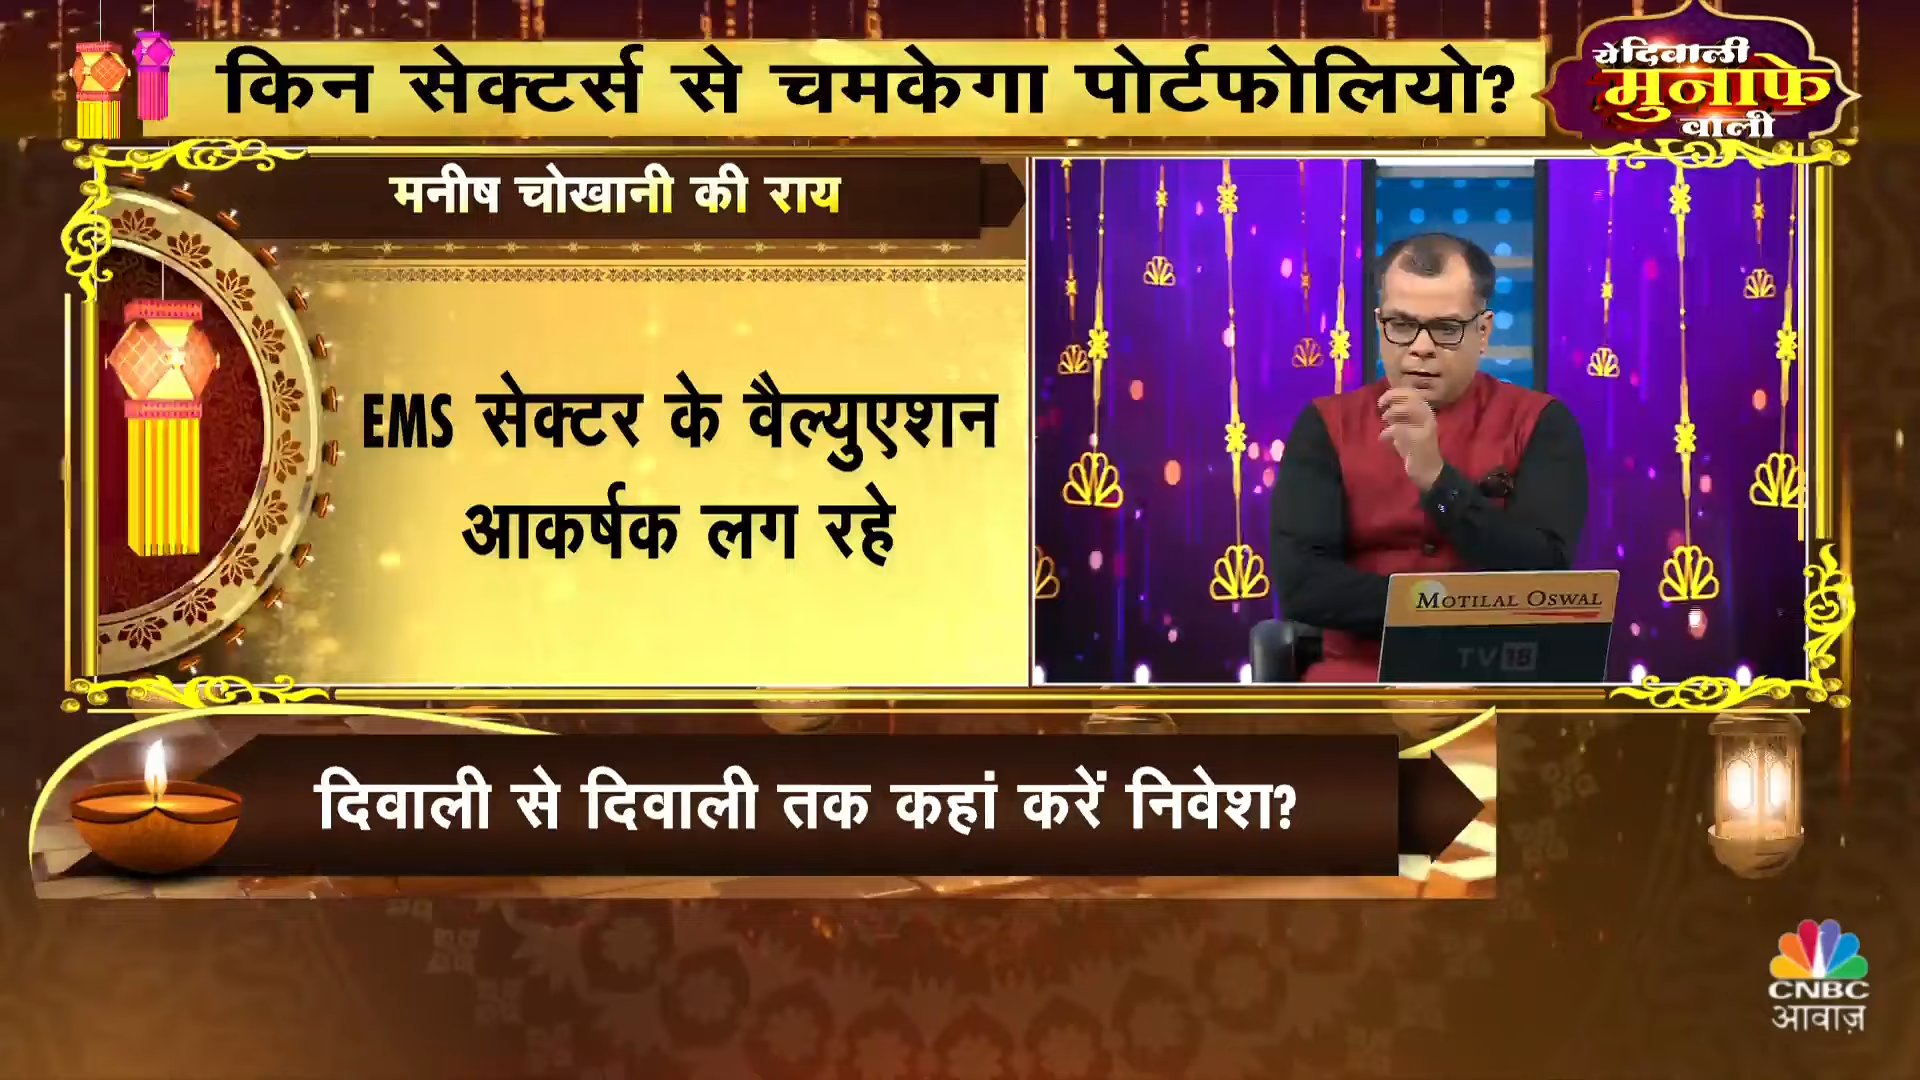 किन सेक्टर्स से चमकेगा पोर्टफोलियो?
ये दिवाली
मुनाफे
वाली
मनीष चोखानी की राय
EMS सेक्टर के वैल्युएशन
आकर्षक लग रहे
MOTILAL OSWAL
TV18
दिवाली से दिवाली तक कहां करें निवेश?
CNBC
आवाज़